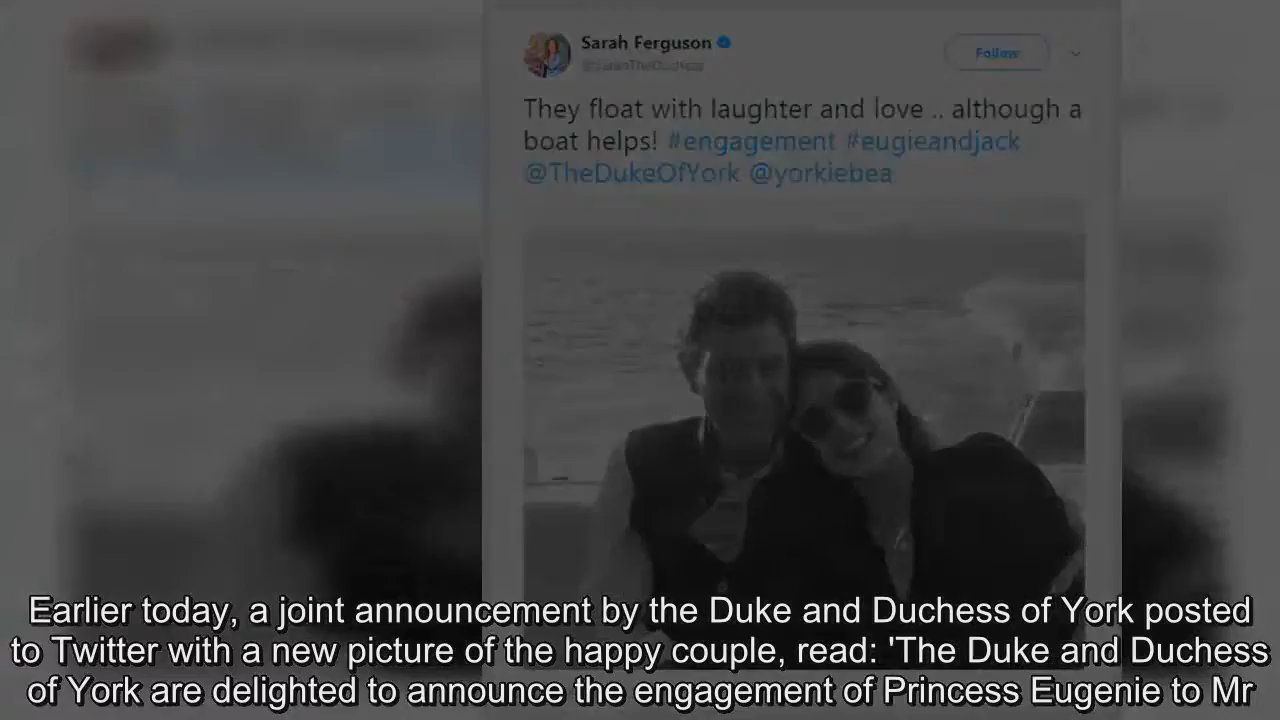 Sarah Ferguson
@SarahTheDuchess
Follow
They float with laughter and love .. although a
boat helps! #engagement #eugieandjack
@TheDukeOfYork @yorkiebea
Earlier today, a joint announcement by the Duke and Duchess of York posted
to Twitter with a new picture of the happy couple, read: 'The Duke and Duchess
of York are delighted to announce the engagement of Princess Eugenie to Mr